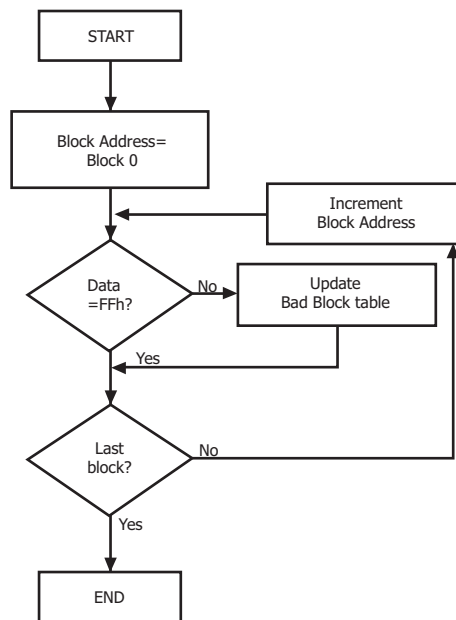 START
Block Address=
Block 0
Increment
Block Address
Data
=FFh?
No
Update
Bad Block table
Yes
Last
block?
No
Yes
END